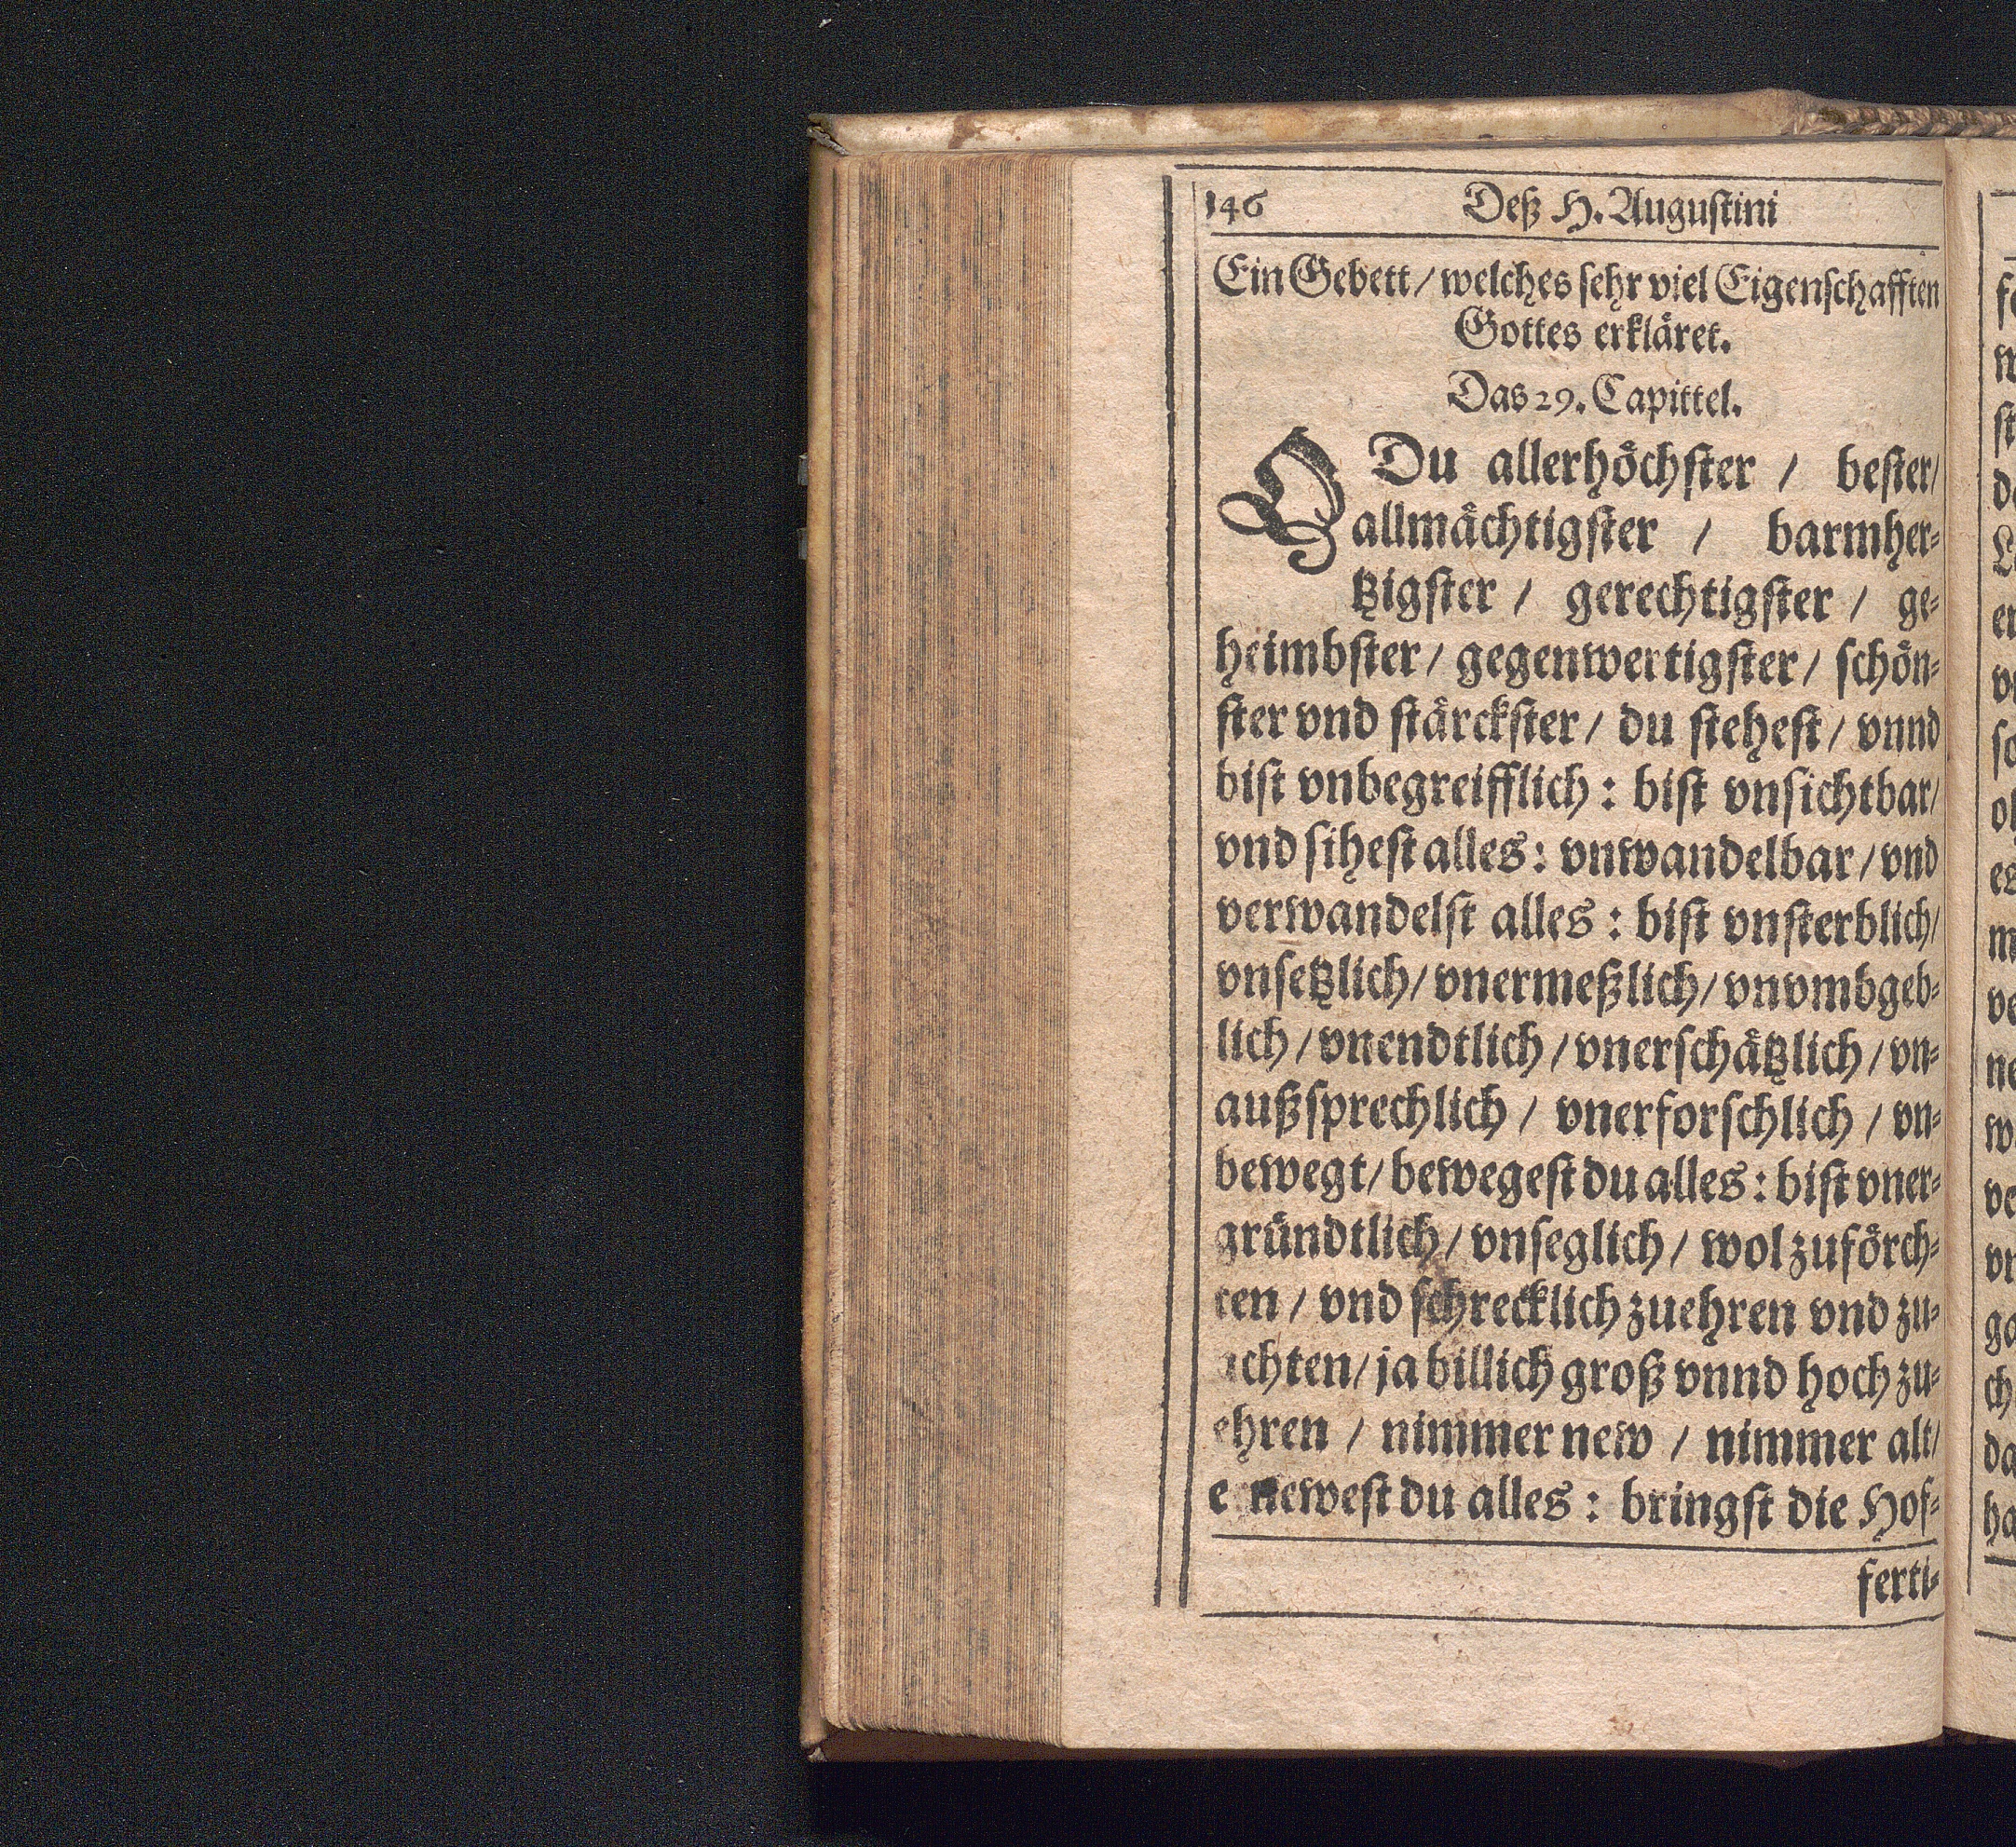 146 Deß H. Augustini
Ein Gebett / welches sehr viel Eigenschafften
Gottes erkläret.
Das 29. Capittel.
O Du allerhöchster / bester/
allmächtigster / barmher-
tzigster / gerechtigster / ge-
heimbster / gegenwertigster / schön-
ster vnd stärckster / du stehest / vnnd
bist vnbegreifflich : bist vnsichtbar/
vnd sihest alles : vnwandelbar / vnd
verwandelst alles : bist vnsterblich/
vnsetzlich / vnermeßlich / vnvmbgeb-
lich / vnendtlich / vnerschätzlich / vn-
außsprechlich / vnerforschlich / vn-
bewegt / bewegest du alles : bist vner-
gründtlich / vnseglich / wol zuförch-
ten / vnd schrecklich zuehren vnd zu-
achten / ja billich groß vnnd hoch zu-
ehren / nimmer new / nimmer alt/
ernewest du alles : bringst die Hof-
ferti-